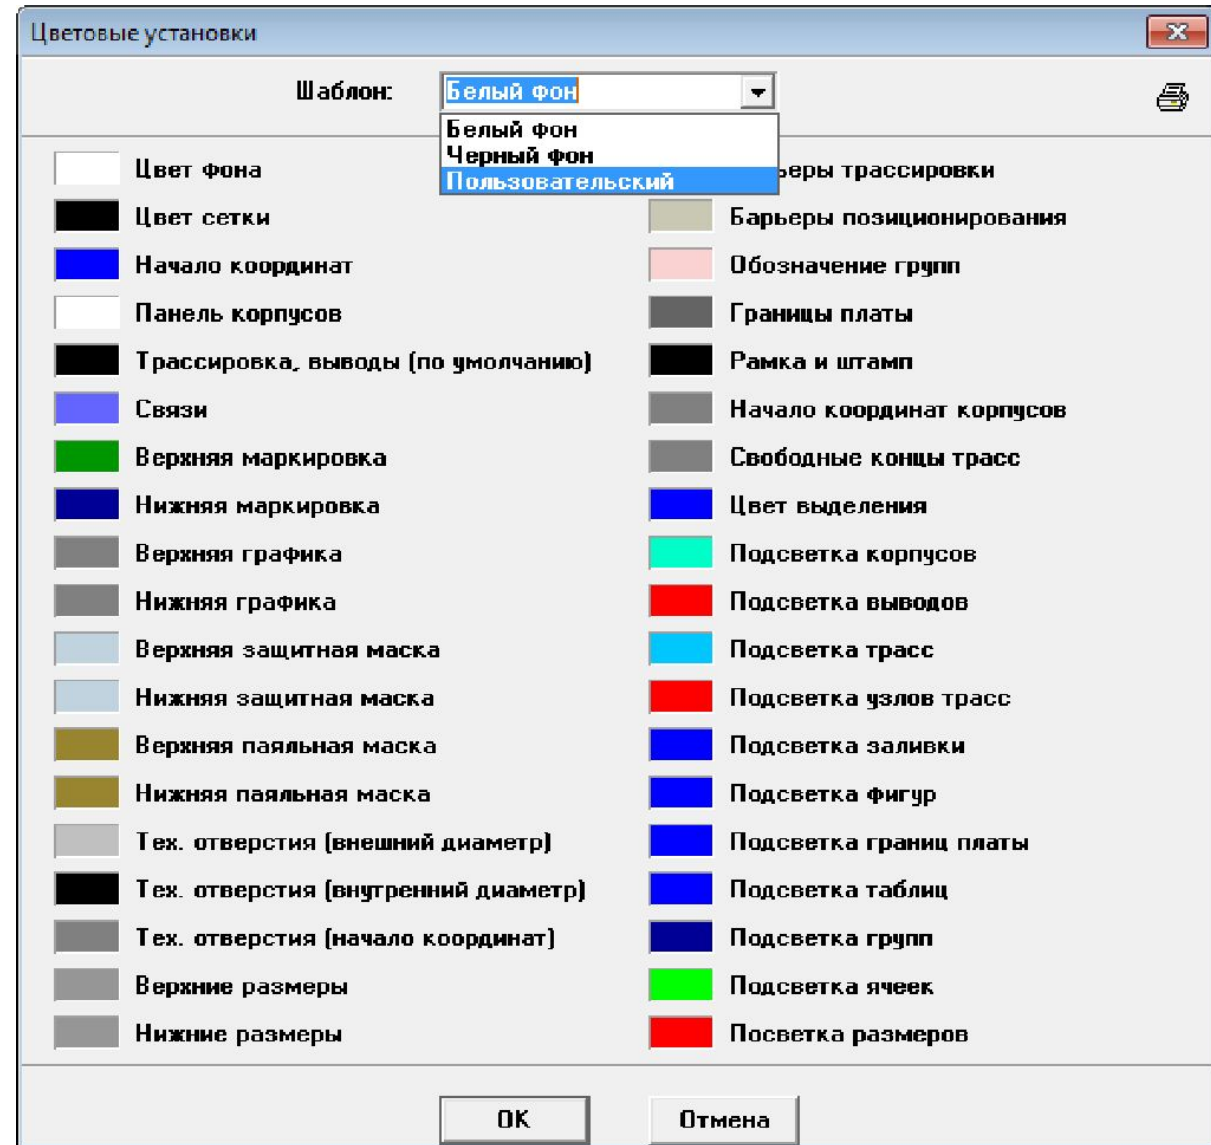 Цветовые установки
Шаблон:
Белый фон
Белый фон
Черный фон
Пользовательский
Цвет фона
Цвет сетки
Начало координат
Панель корпусов
Трассировка, выводы (по умолчанию)
Связи
Верхняя маркировка
Нижняя маркировка
Верхняя графика
Нижняя графика
Верхняя защитная маска
Нижняя защитная маска
Верхняя паяльная маска
Нижняя паяльная маска
Тех. отверстия (внешний диаметр)
Тех. отверстия (внутренний диаметр)
Тех. отверстия (начало координат)
Верхние размеры
Нижние размеры
трассировки
Барьеры позиционирования
Обозначение групп
Границы платы
Рамка и штамп
Начало координат корпусов
Свободные концы трасс
Цвет выделения
Подсветка корпусов
Подсветка выводов
Подсветка трасс
Подсветка узлов трасс
Подсветка заливки
Подсветка фигур
Подсветка границ платы
Подсветка таблиц
Подсветка групп
Подсветка ячеек
Посветка размеров
OK
Отмена